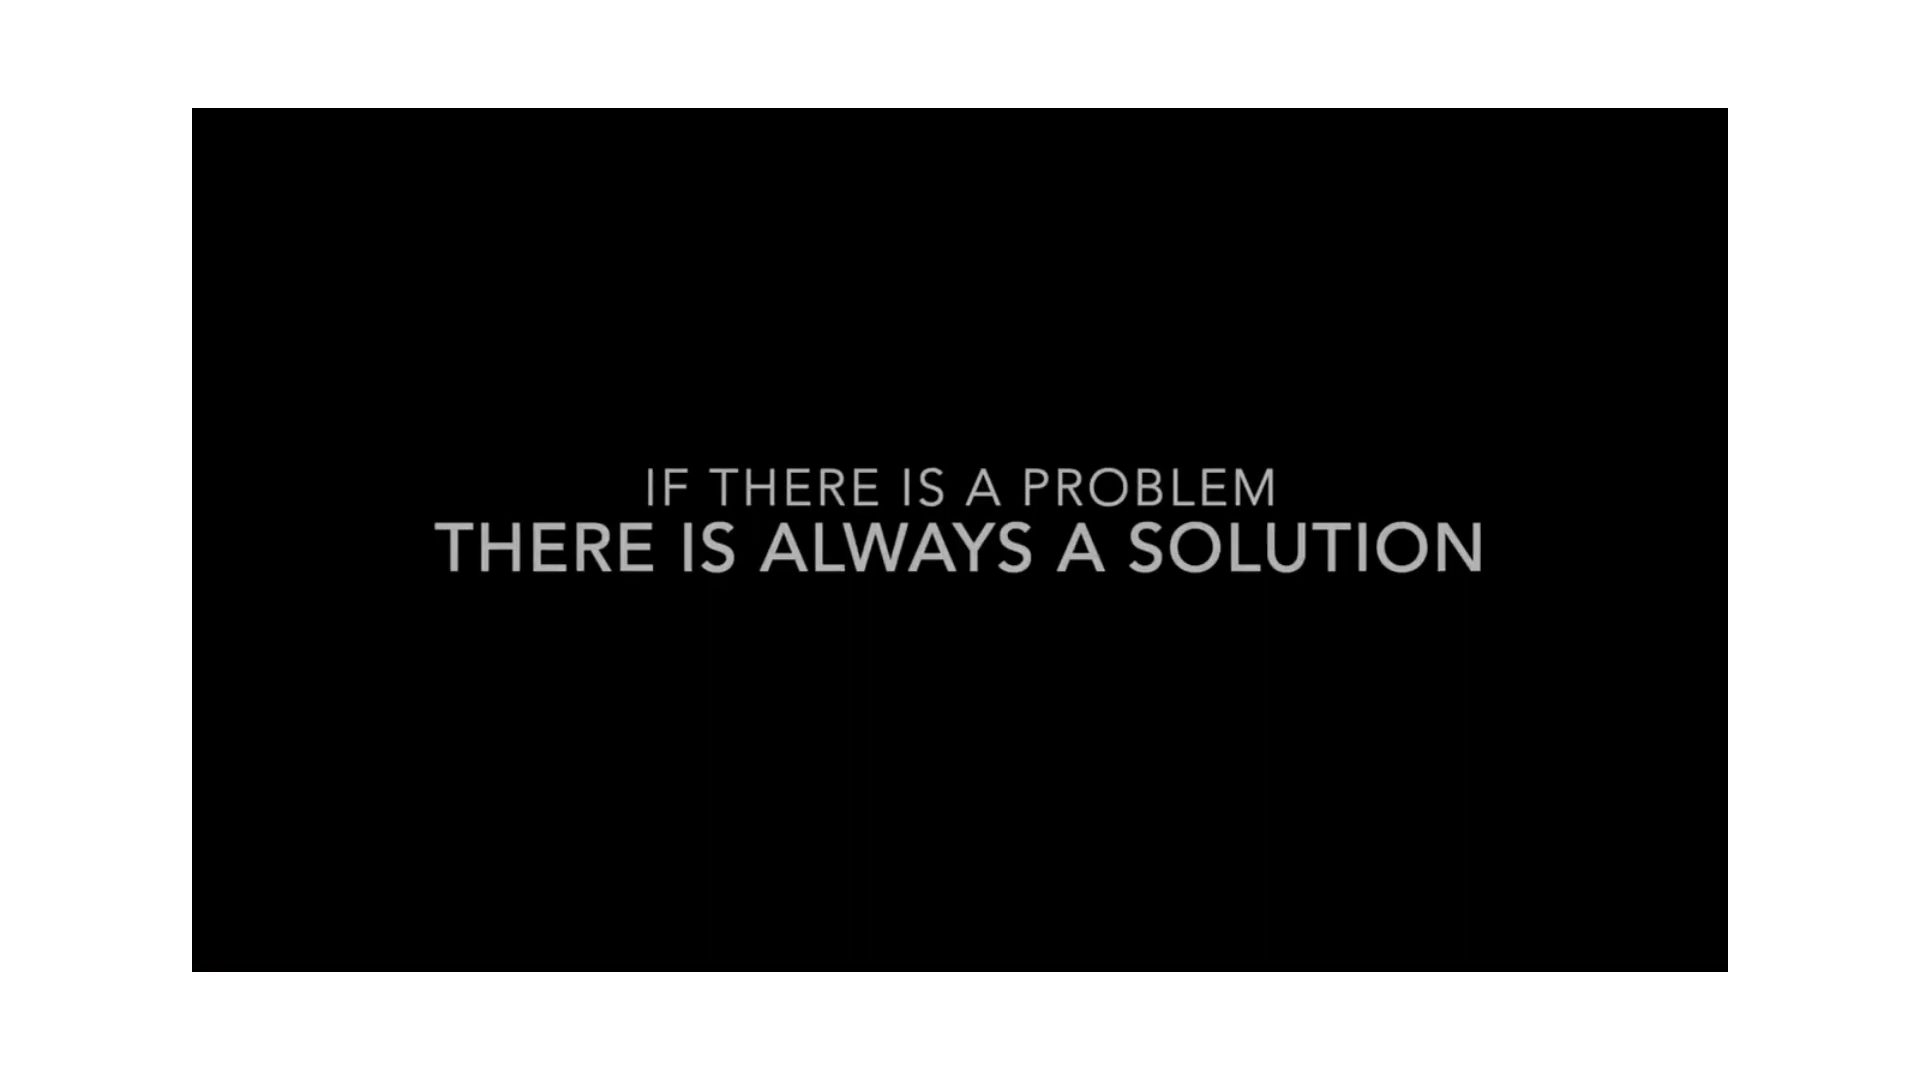 IF THERE IS A PROBLEM
THERE IS ALWAYS A SOLUTION